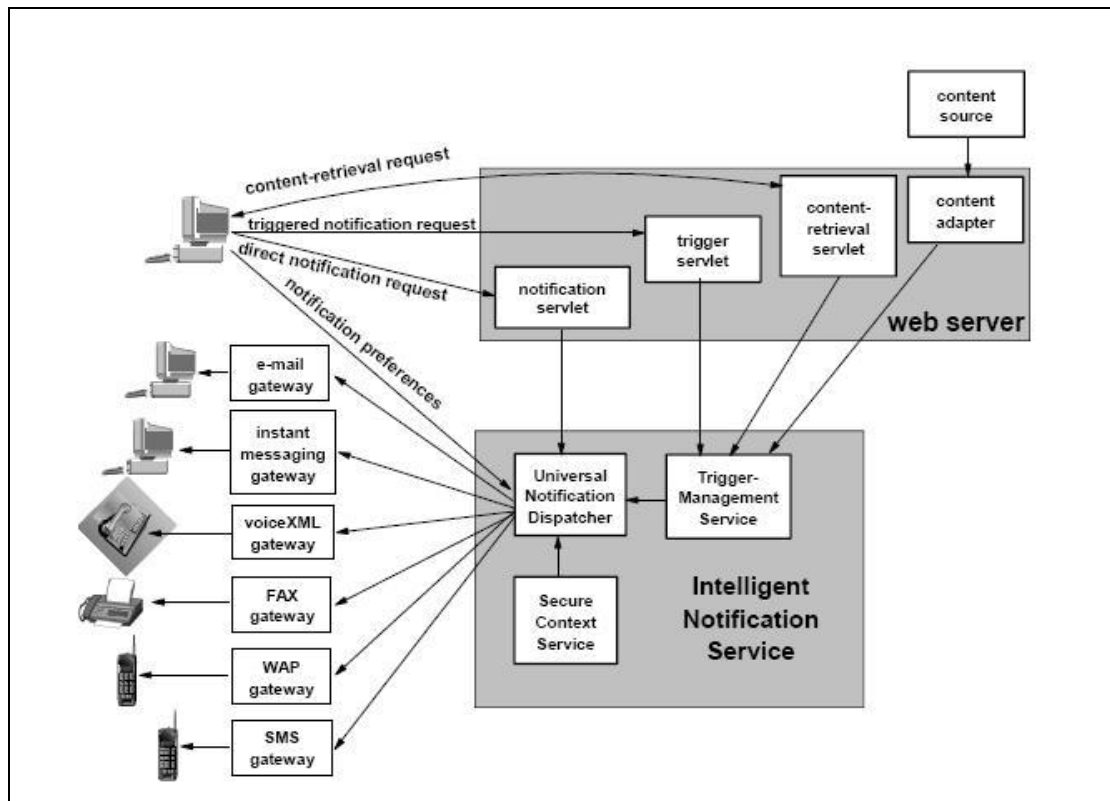 content
source
content-retrieval request
triggered notification request
direct notification request
notification preferences
content-
retrieval
servlet
content
adapter
trigger
servlet
notification
servlet
web server
e-mail
gateway
instant
messaging
gateway
voiceXML
gateway
FAX
gateway
WAP
gateway
SMS
gateway
Universal
Notification
Dispatcher
Trigger-
Management
Service
Secure
Context
Service
Intelligent
Notification
Service